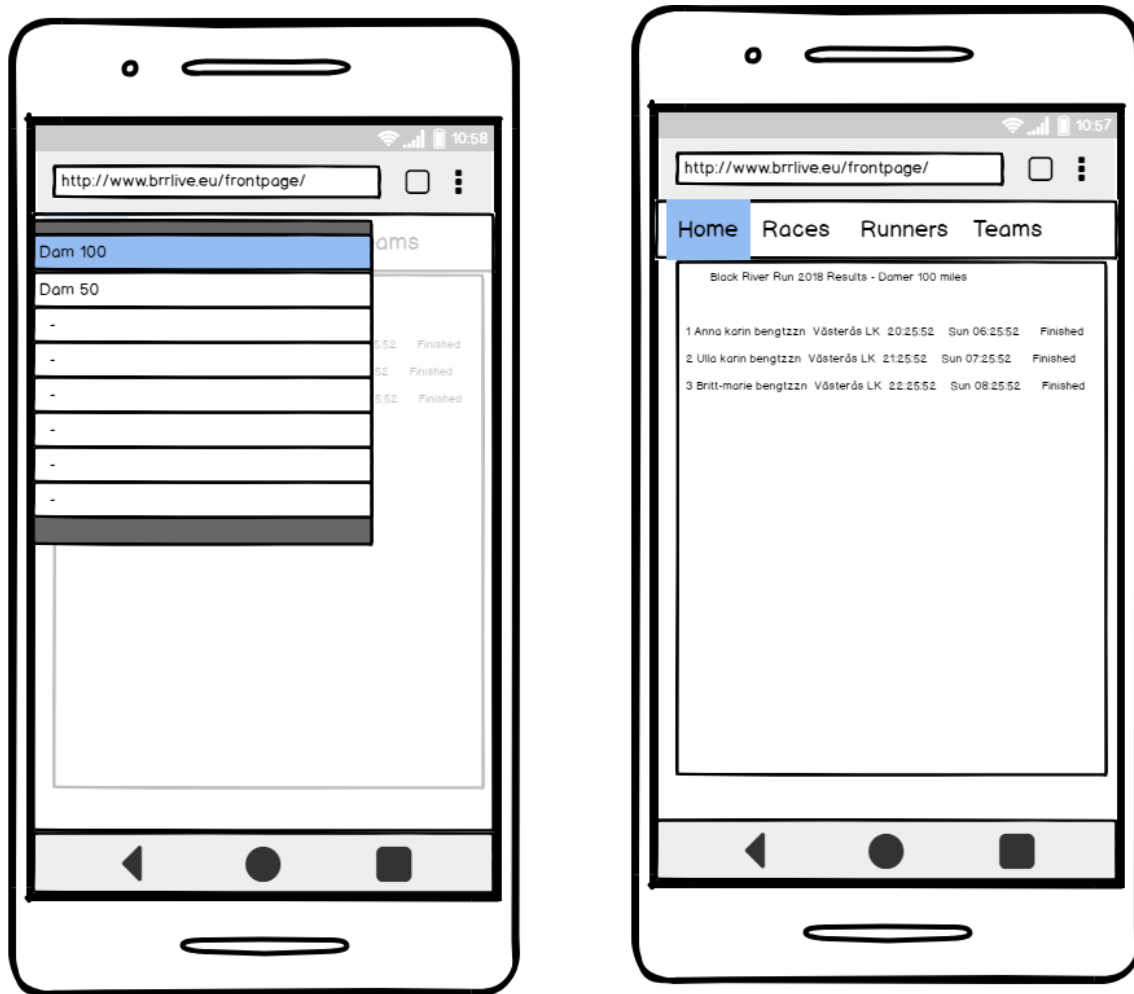 10:58
http://www.brrlive.eu/frontpage/
ams
Dam 100
Dam 50
-
- 5:52 Finished
- 52 Finished
- 5:52 Finished
-
-
10:57
http://www.brrlive.eu/frontpage/
Home Races Runners Teams
Black River Run 2018 Results - Damer 100 miles
1 Anna karin bengtzzn Västerås LK 20:25:52 Sun 06:25:52 Finished
2 Ulla karin bengtzzn Västerås LK 21:25:52 Sun 07:25:52 Finished
3 Britt-marie bengtzzn Västerås LK 22:25:52 Sun 08:25:52 Finished